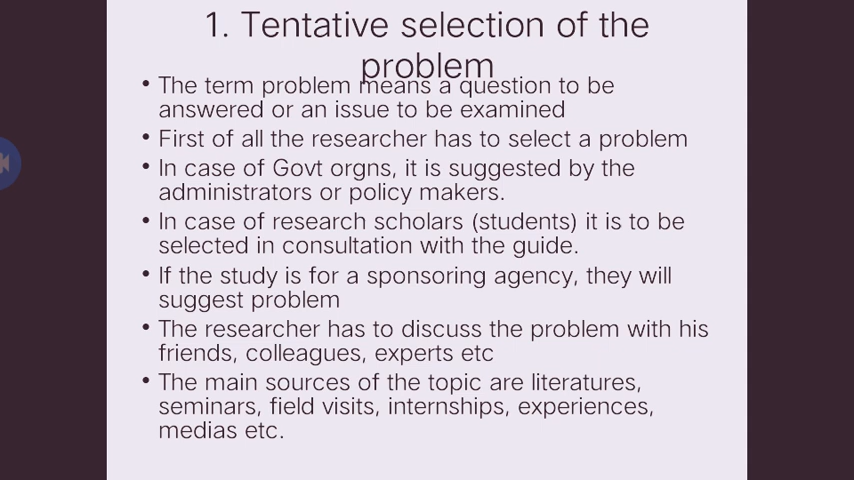 1. Tentative selection of the
problem
• The term problem means a question to be
answered or an issue to be examined
• First of all the researcher has to select a problem
• In case of Govt orgns, it is suggested by the
administrators or policy makers.
• In case of research scholars (students) it is to be
selected in consultation with the guide.
• If the study is for a sponsoring agency, they will
suggest problem
• The researcher has to discuss the problem with his
friends, colleagues, experts etc
• The main sources of the topic are literatures,
seminars, field visits, internships, experiences,
medias etc.